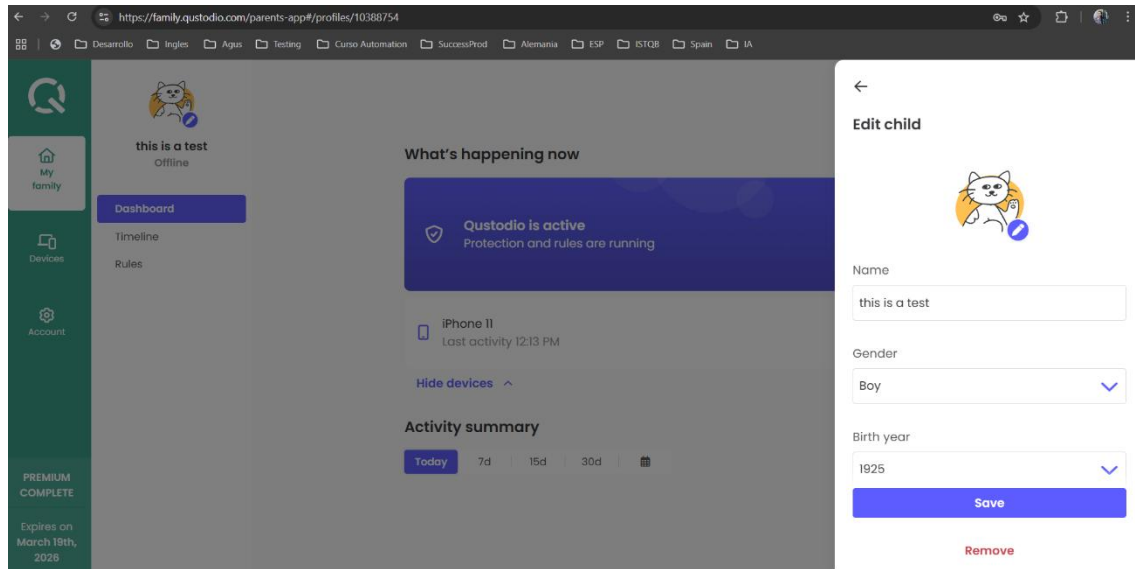 https://family.qustodio.com/parents-app#/profiles/10388754
Desarrollo Ingles Agus Testing Curso Automation SuccessProd Alemania ESP ISTQB Spain IA
this is a test
Offline
Dashboard
Timeline
Rules
My
family
Devices
Account
PREMIUM
COMPLETE
Expires on
March 19th,
2026
What's happening now
Qustodio is active
Protection and rules are running
iPhone 11
Last activity 12:13 PM
Hide devices
Activity summary
Today 7d 15d 30d
Edit child
Name
this is a test
Gender
Boy
Birth year
1925
Save
Remove